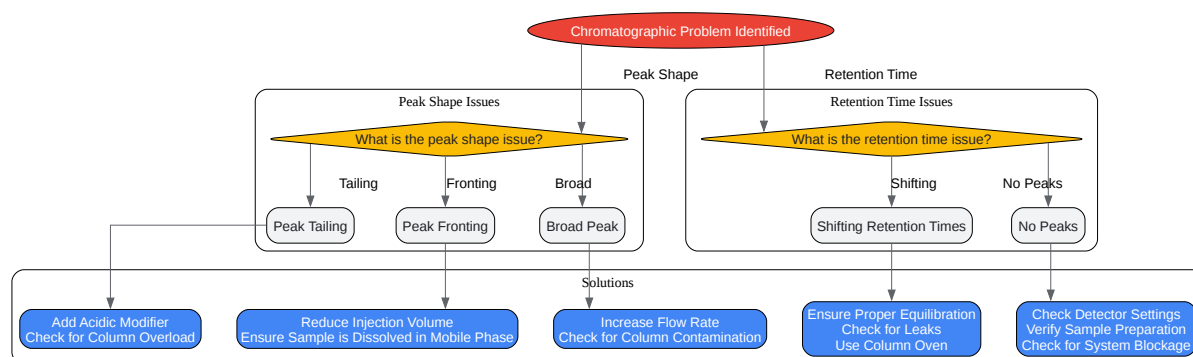 Chromatographic Problem Identified
Peak Shape
Retention Time
Peak Shape Issues
Retention Time Issues
What is the peak shape issue?
What is the retention time issue?
Tailing
Fronting
Broad
Shifting
No Peaks
Peak Tailing
Peak Fronting
Broad Peak
Shifting Retention Times
No Peaks
Solutions
Add Acidic Modifier
Check for Column Overload
Reduce Injection Volume
Ensure Sample is Dissolved in Mobile Phase
Increase Flow Rate
Check for Column Contamination
Ensure Proper Equilibration
Check for Leaks
Use Column Oven
Check Detector Settings
Verify Sample Preparation
Check for System Blockage